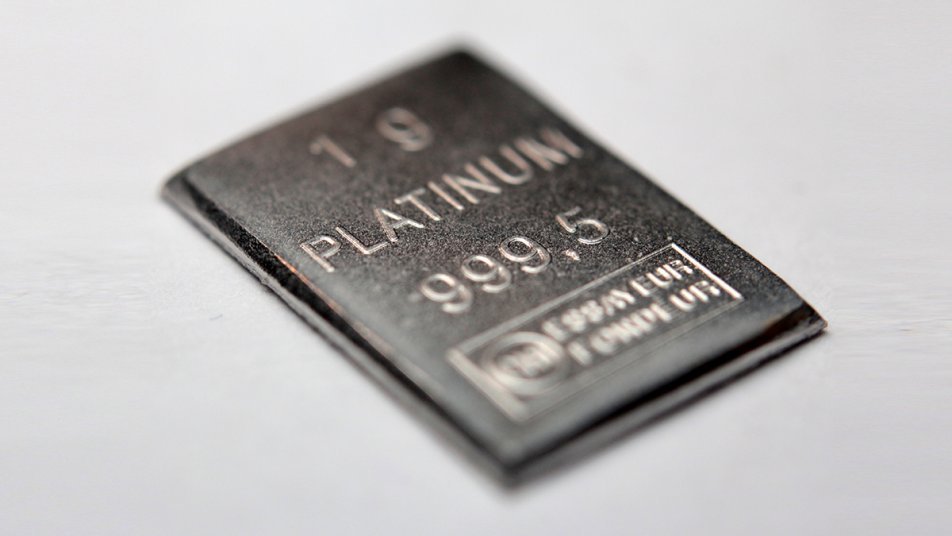 1 g
PLATINUM
999,5
ESSAYEUR
FONDEUR